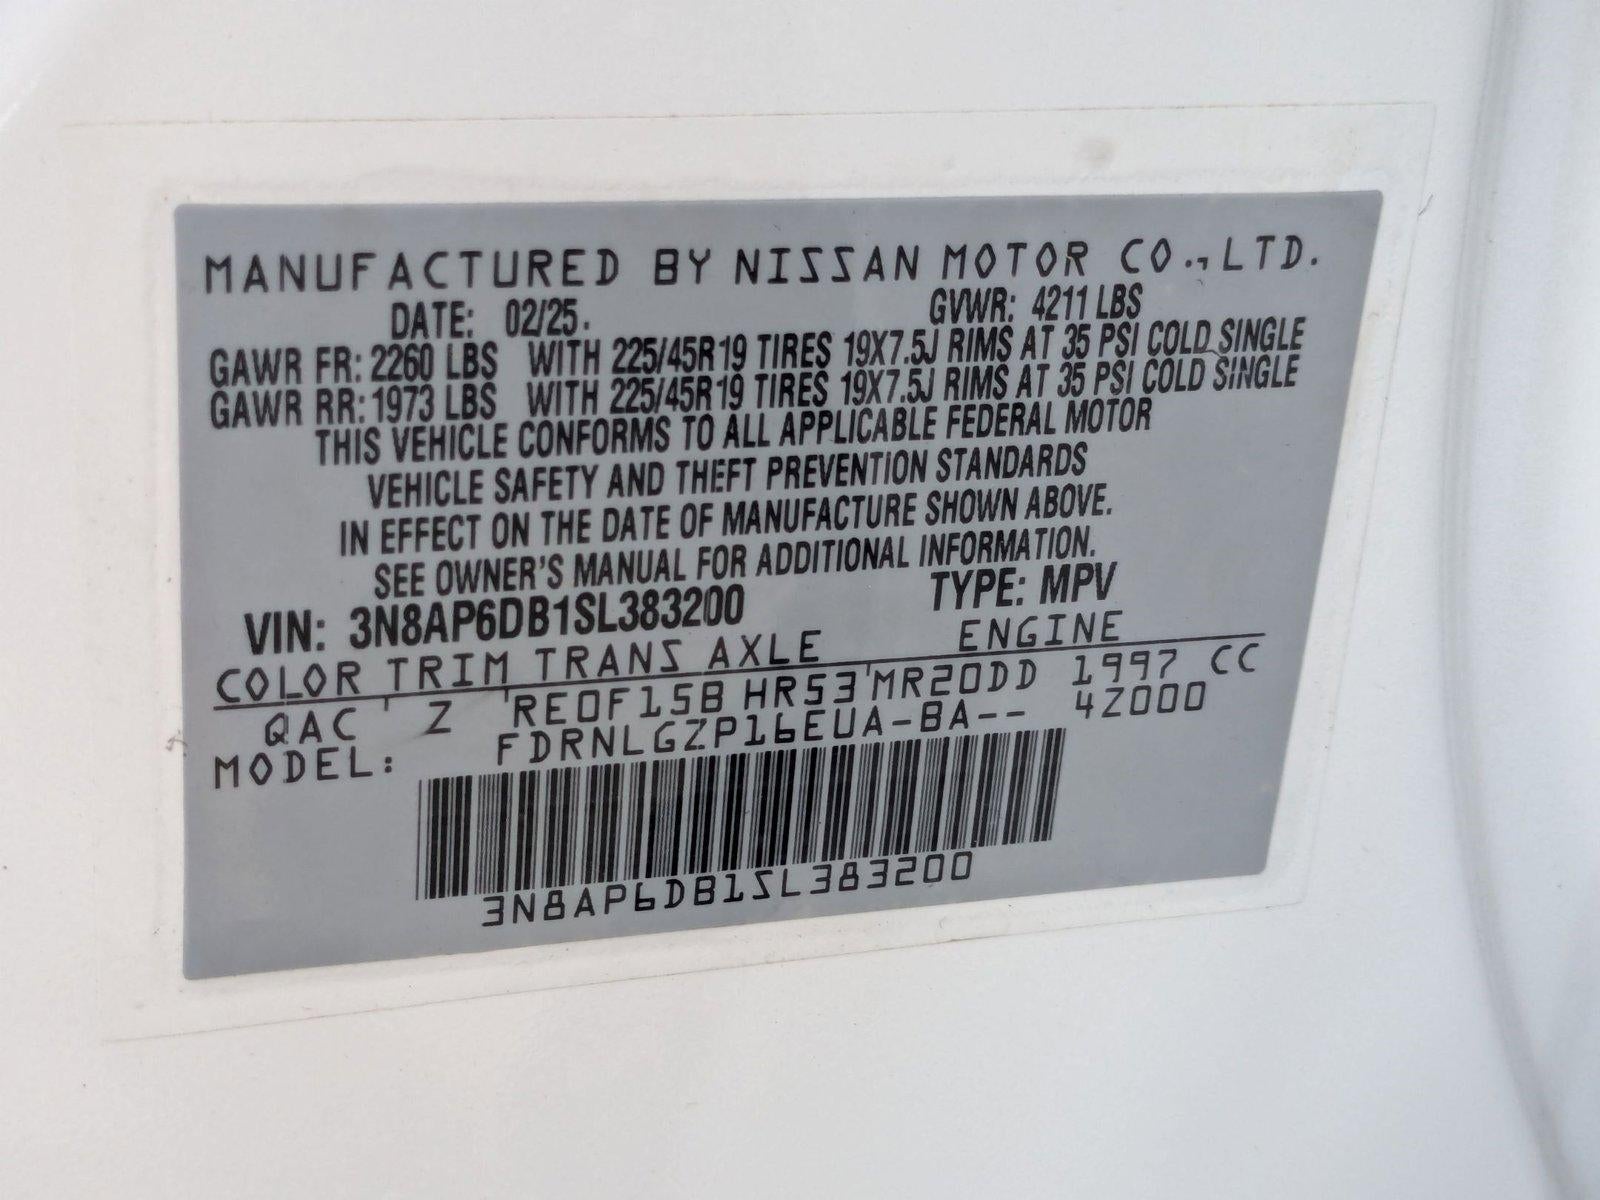 MANUFACTURED BY NISSAN MOTOR CO., LTD.
DATE: 02/25. GVWR: 4211 LBS
GAWR FR: 2260 LBS WITH 225/45R19 TIRES 19X7.5J RIMS AT 35 PSI COLD SINGLE
GAWR RR: 1973 LBS WITH 225/45R19 TIRES 19X7.5J RIMS AT 35 PSI COLD SINGLE
THIS VEHICLE CONFORMS TO ALL APPLICABLE FEDERAL MOTOR
VEHICLE SAFETY AND THEFT PREVENTION STANDARDS
IN EFFECT ON THE DATE OF MANUFACTURE SHOWN ABOVE.
SEE OWNER'S MANUAL FOR ADDITIONAL INFORMATION.
VIN: 3N8AP6DB1SL383200 TYPE: MPV
COLOR TRIM TRANS AXLE ENGINE
QAC Z RE0F15B HR53 MR20DD 1997 CC
MODEL: FDRNLGZP16EUA-BA-- 4Z000
3N8AP6DB1SL383200